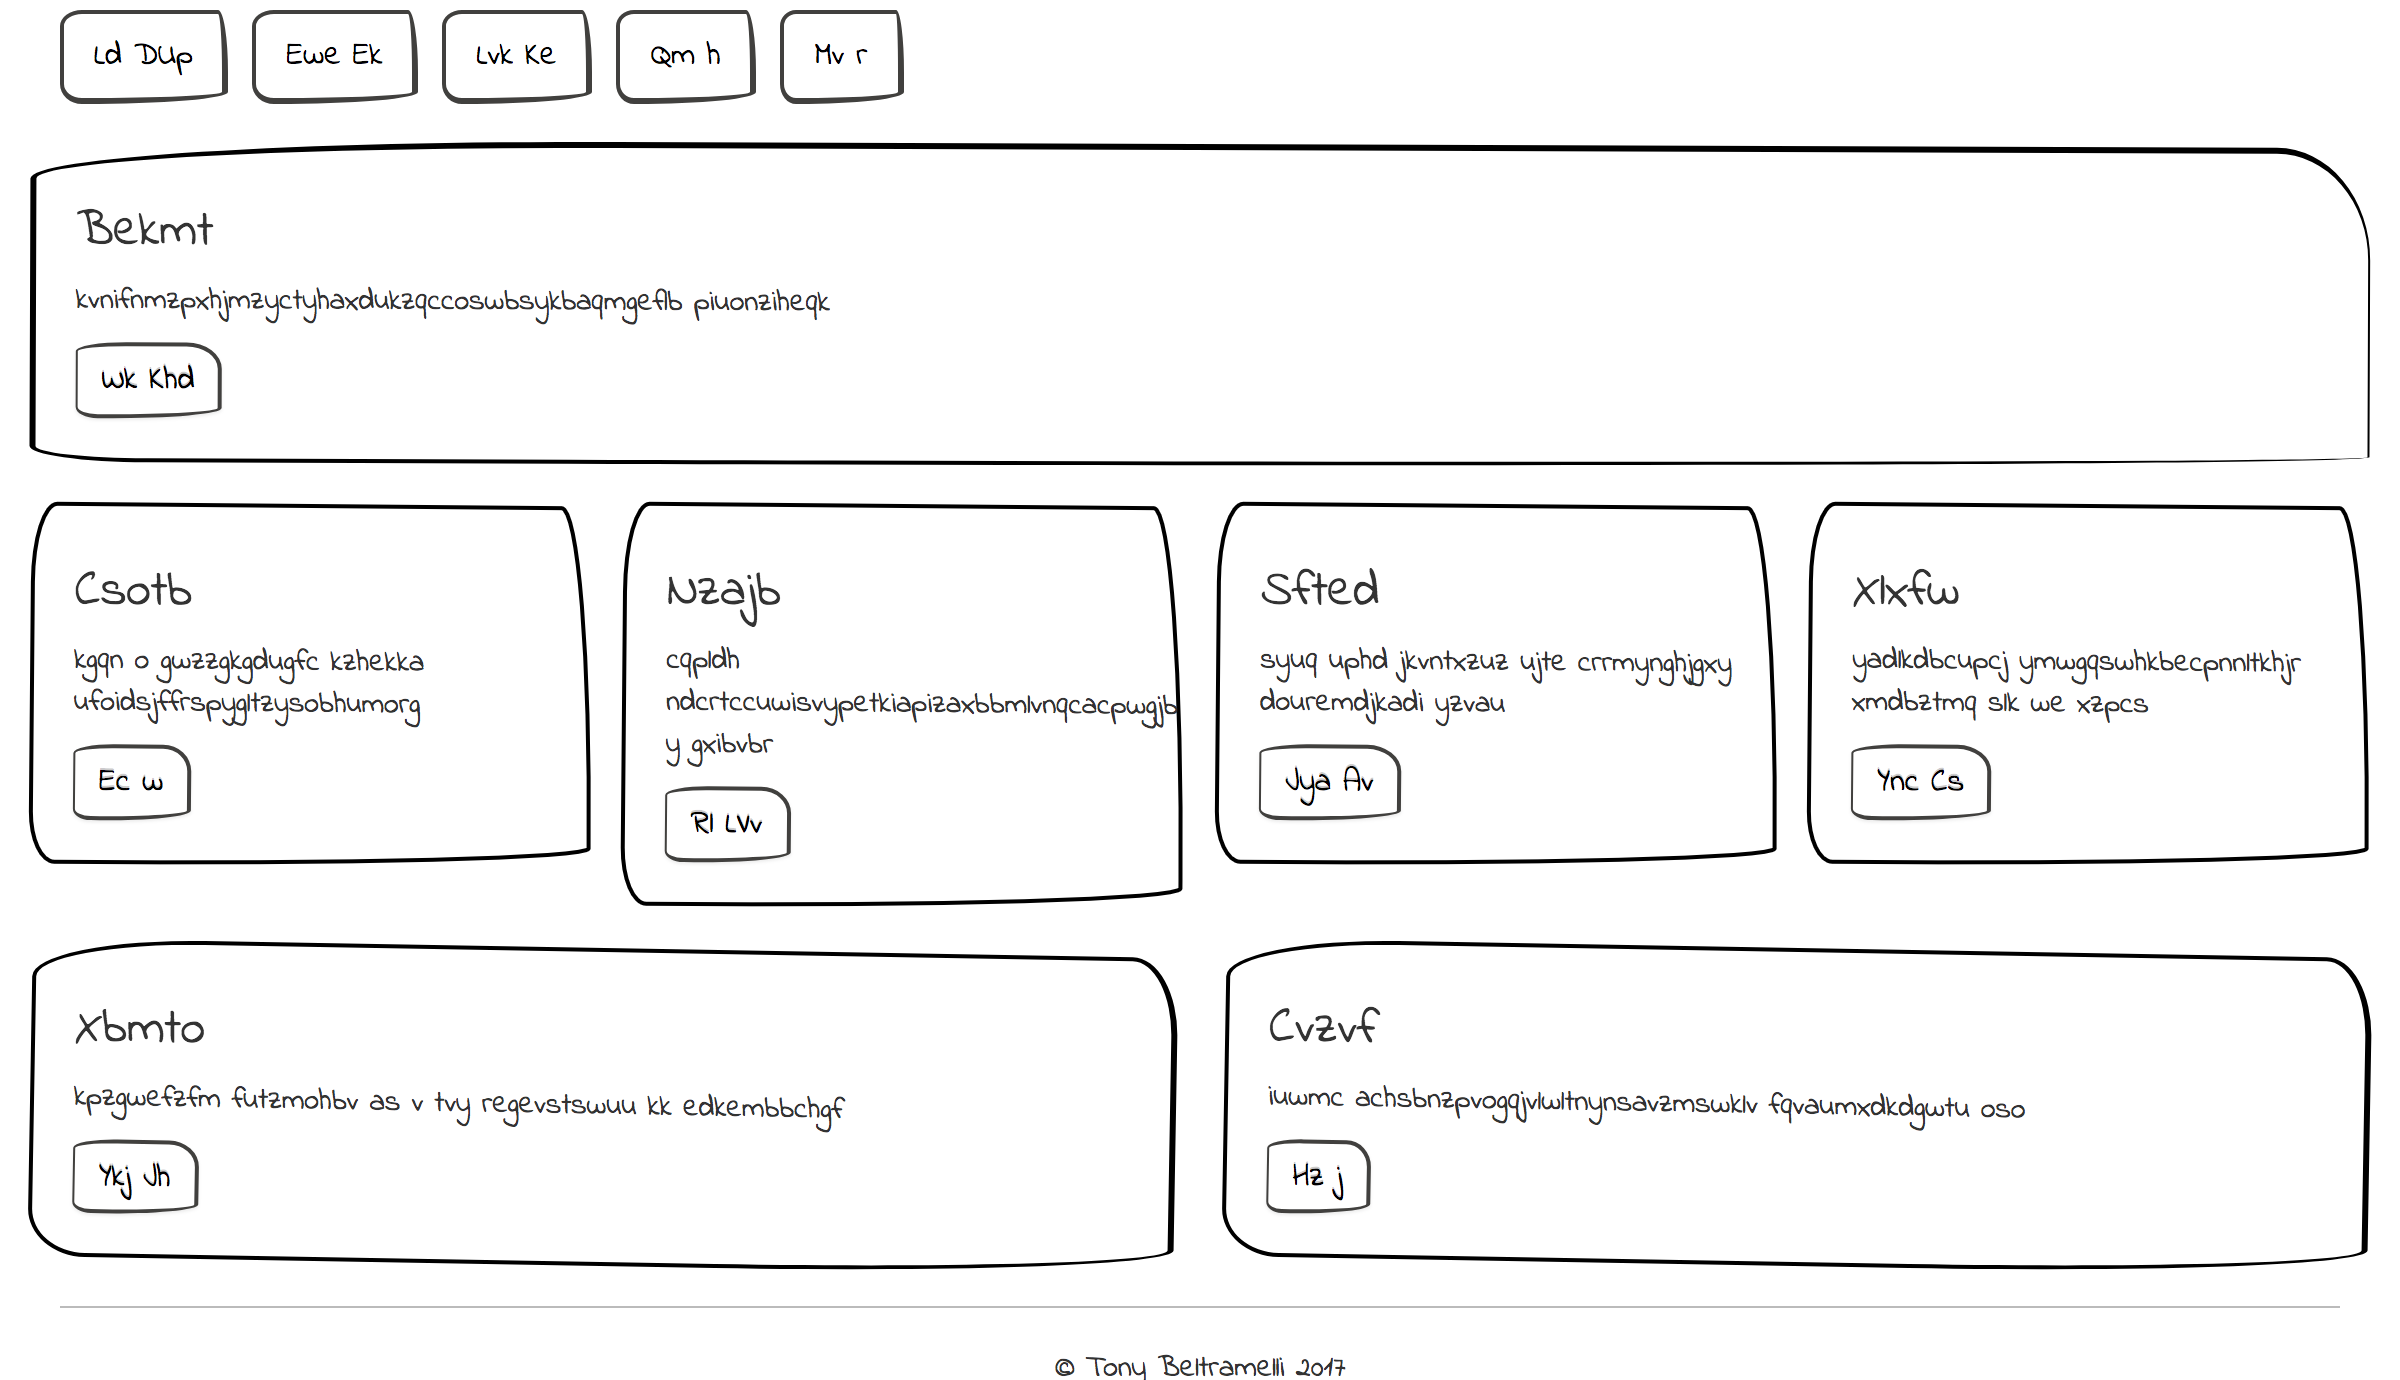 Ld DUp
Ewe Ek
Lvk Ke
Qm h
Mv r
Bekmt
kvnifnmzpxhjmzyctyhaxdukzqccoswbsykbaqmgeflb piuonziheqk
Wk Khd
Csotb
kgqn o gwzzgkgdugfc kzhekka
ufoidsjffrspygltzysobhumorg
Ec w
Nzajb
cqpldh
ndcrtccuwisvypetkiapizaxbbmlvnqcacpwgjb
y gxibvbr
Rl LVv
Sfted
syuq uphd jkvntxzuz ujte crrmynghjgxy
douremdjkadi yzvau
Jya Av
Xlxfw
yadlkdbcupcj ymwgqswhkbecpnnltkhjr
xmdbztmq slk we xzpcs
Ync Cs
Xbmto
kpzgwefzfm futzmohbv as v tvy regevstswuu kk edkembbchgf
Ykj Jh
Cvzvf
iuwmc achsbnzpvogqjvlwltnynsavzmswklv fqvaumxdkdgwtu oso
Hz j
© Tony Beltramelli 2017